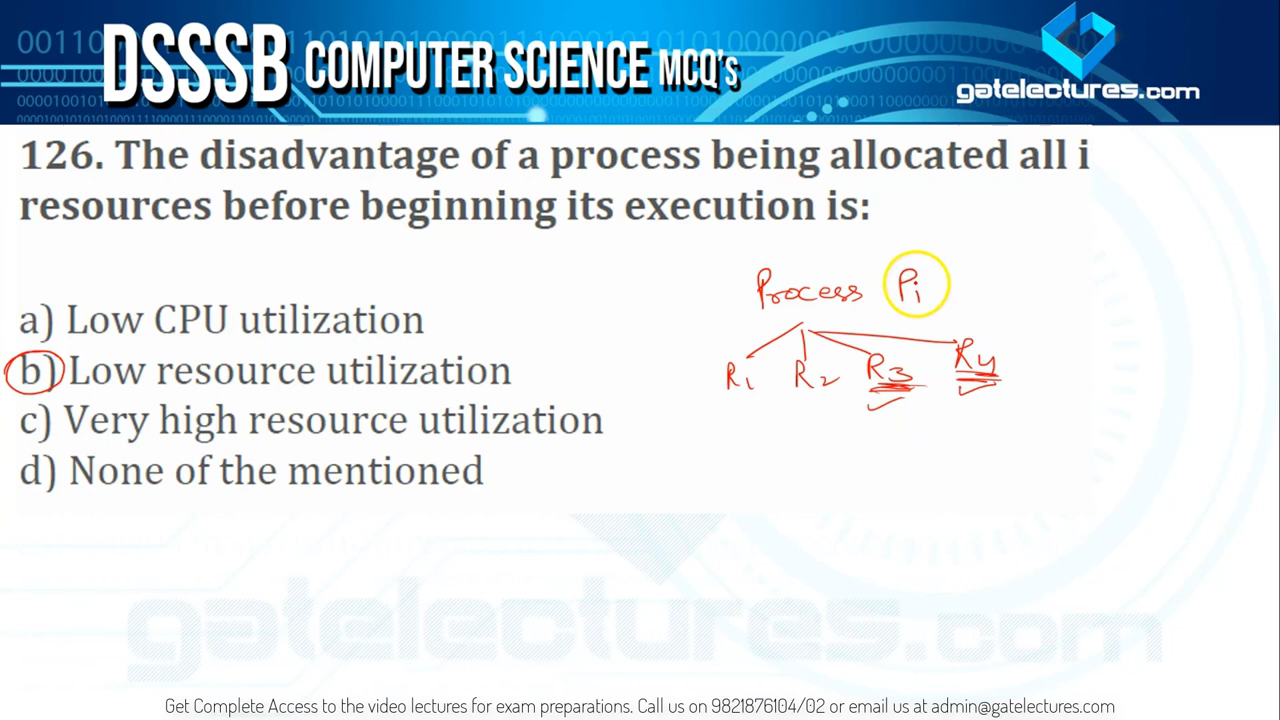 DSSSB COMPUTER SCIENCE MCQ's
gatelectures.com
126. The disadvantage of a process being allocated all i
resources before beginning its execution is:
Process Pi
a) Low CPU utilization
R1 R2 R3 R4
b) Low resource utilization
c) Very high resource utilization
d) None of the mentioned
gatelectures.com
Get Complete Access to the video lectures for exam preparations. Call us on 9821876104/02 or email us at admin@gatelectures.com